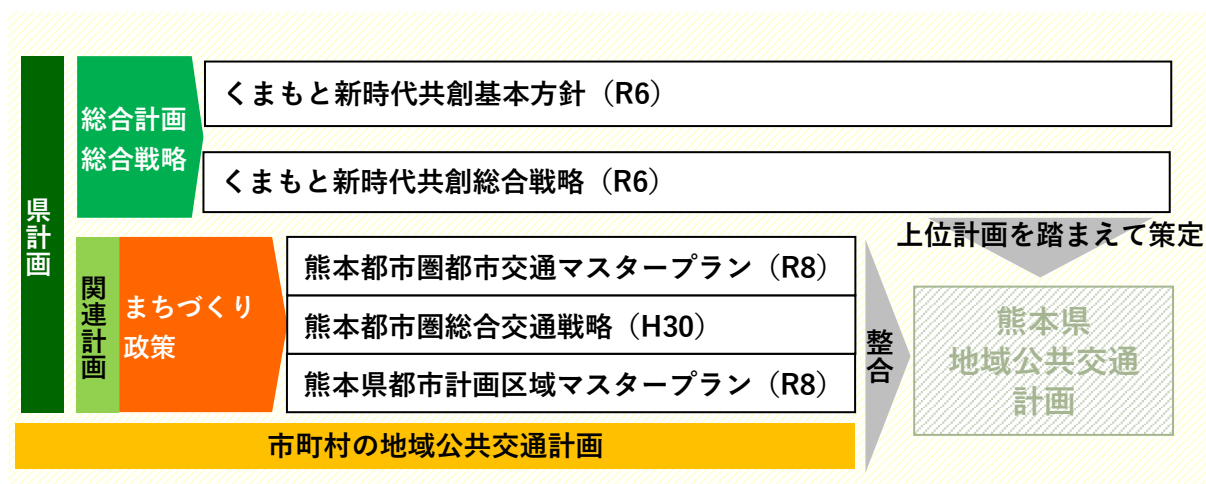 県計画
総合計画
総合戦略
くまもと新時代共創基本方針（R6）
くまもと新時代共創総合戦略（R6）
上位計画を踏まえて策定
関連計画
まちづくり
政策
熊本都市圏都市交通マスタープラン（R8）
熊本都市圏総合交通戦略（H30）
熊本県都市計画区域マスタープラン（R8）
整合
熊本県
地域公共交通
計画
市町村の地域公共交通計画